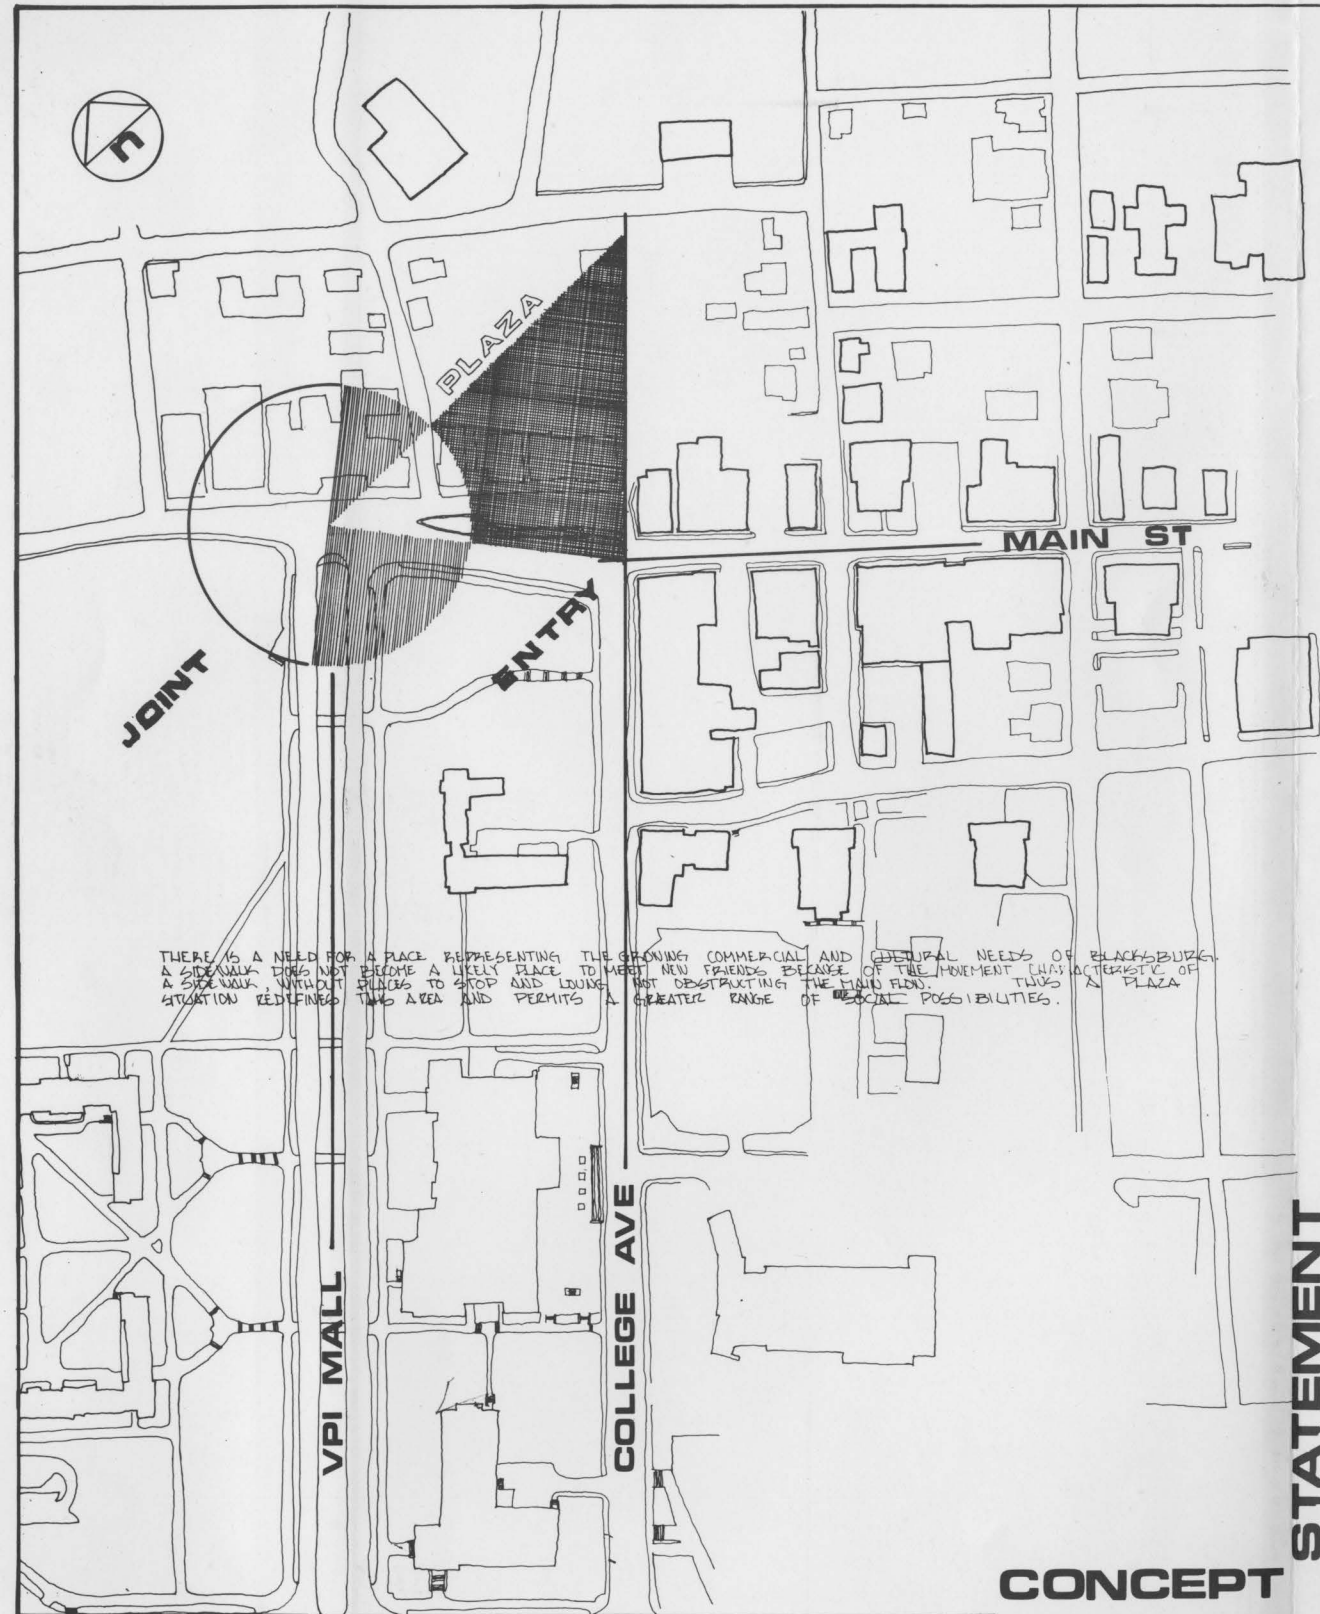 n
PLAZA
MAIN ST
ENTRY
JOINT
THERE IS A NEED FOR A PLACE REPRESENTING THE GROWING COMMERCIAL AND CULTURAL NEEDS OF BLACKSBURG.
A SIDEWALK DOES NOT BECOME A LIKELY PLACE TO MEET NEW FRIENDS BECAUSE OF THE MOVEMENT CHARACTERISTIC OF
A SIDEWALK, WITHOUT PLACES TO STOP AND NOT OBSTRUCTING THE MAIN FLOW. THUS A PLAZA
SITUATION REDEFINES THIS AREA AND PERMITS A GREATER RANGE OF SOCIAL POSSIBILITIES.
VPI MALL
COLLEGE AVE
CONCEPT
STATEMENT